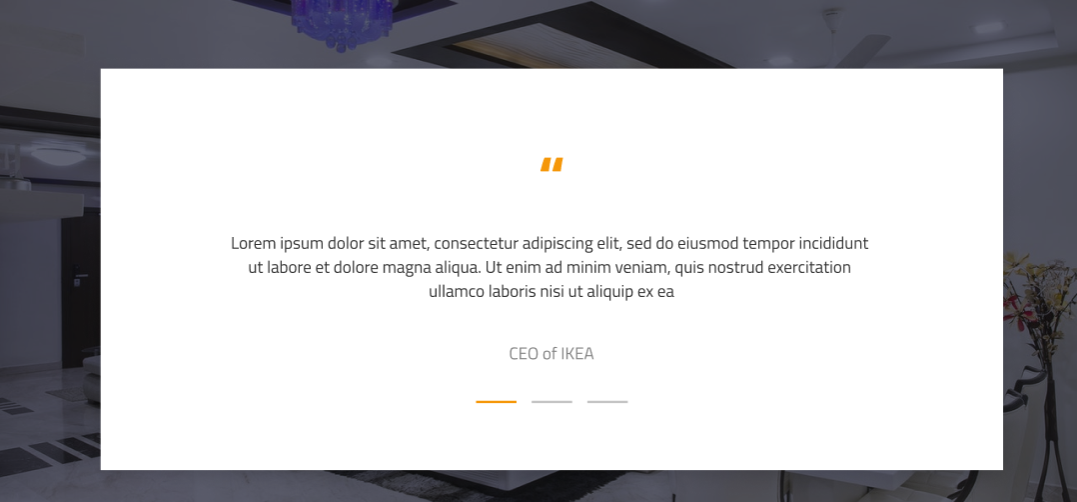 “
Lorem ipsum dolor sit amet, consectetur adipiscing elit, sed do eiusmod tempor incididunt
ut labore et dolore magna aliqua. Ut enim ad minim veniam, quis nostrud exercitation
ullamco laboris nisi ut aliquip ex ea
CEO of IKEA